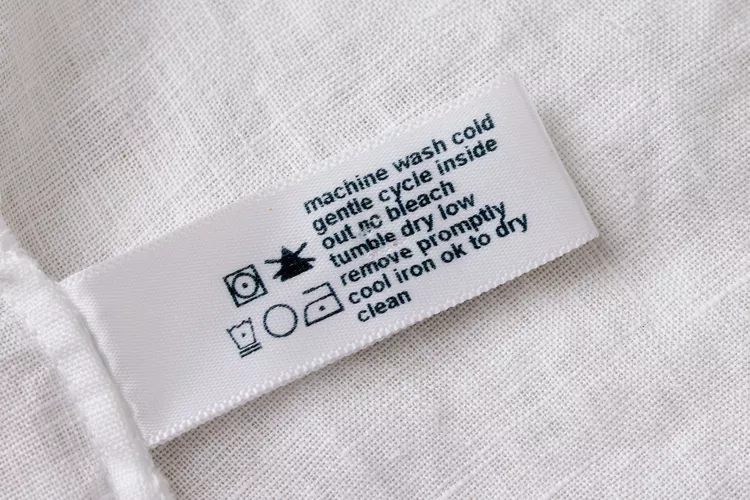 machine wash cold
gentle cycle inside
out no bleach
tumble dry low
remove promptly
cool iron ok to dry
clean